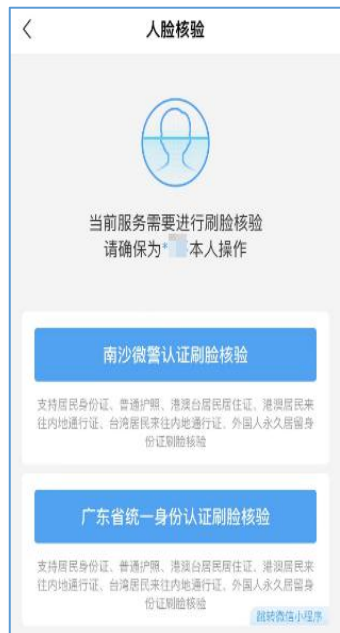 人脸核验
当前服务需要进行刷脸核验
请确保为* 本人操作
南沙微警认证刷脸核验
支持居民身份证、普通护照、港澳台居民居住证、港澳居民来
往内地通行证、台湾居民来往内地通行证、外国人永久居留身
份证刷脸核验
广东省统一身份认证刷脸核验
支持居民身份证、普通护照、港澳台居民居住证、港澳居民来
往内地通行证、台湾居民来往内地通行证、外国人永久居留身
份证刷脸核验
跳转微信小程序